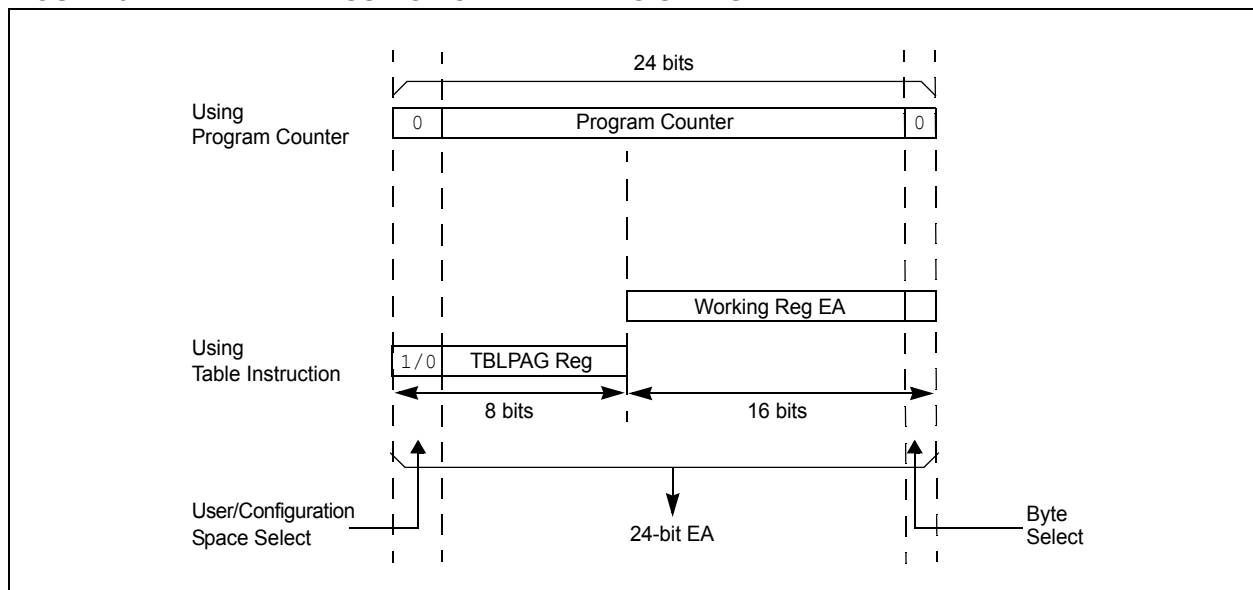 24 bits
Using
Program Counter
0
Program Counter
0
Working Reg EA
Using
Table Instruction
1/0
TBLPAG Reg
8 bits
16 bits
User/Configuration
Space Select
24-bit EA
Byte
Select